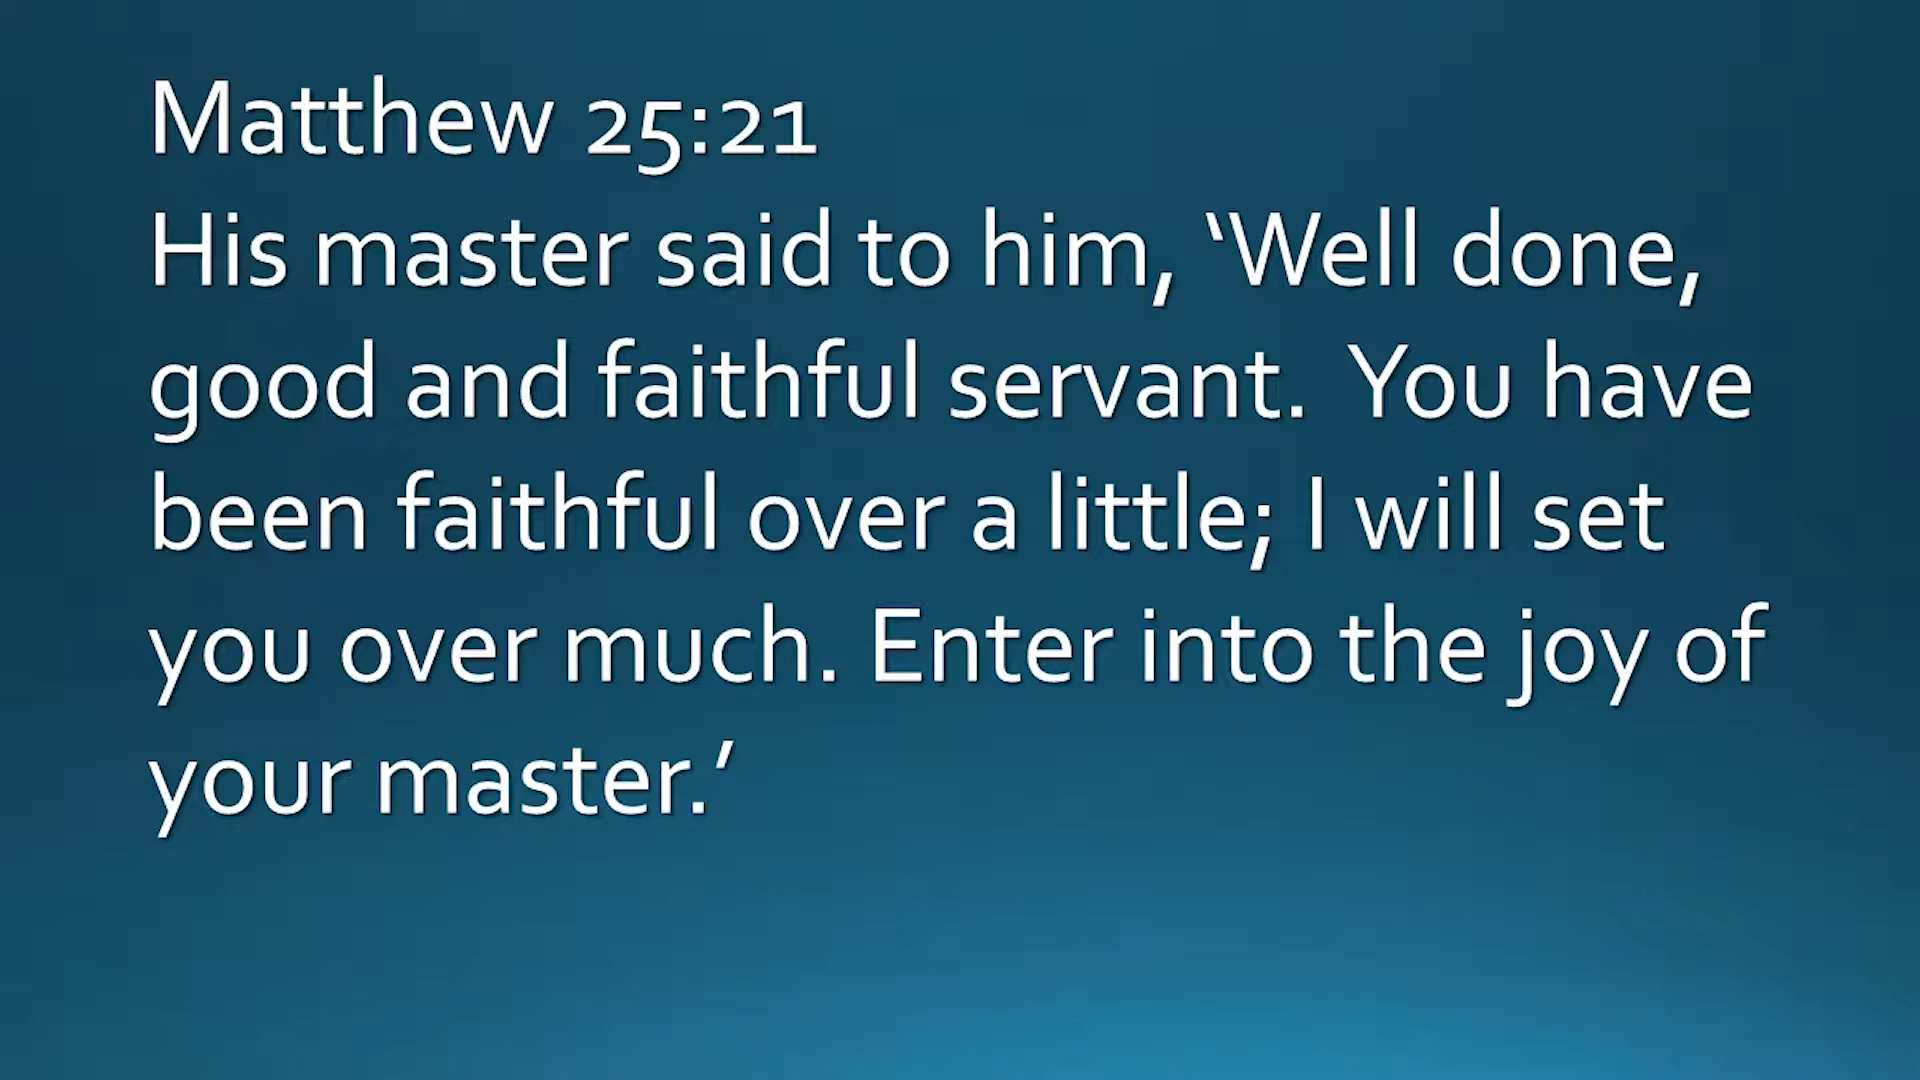 Matthew 25:21
His master said to him, ‘Well done,
good and faithful servant.  You have
been faithful over a little; I will set
you over much. Enter into the joy of
your master.’